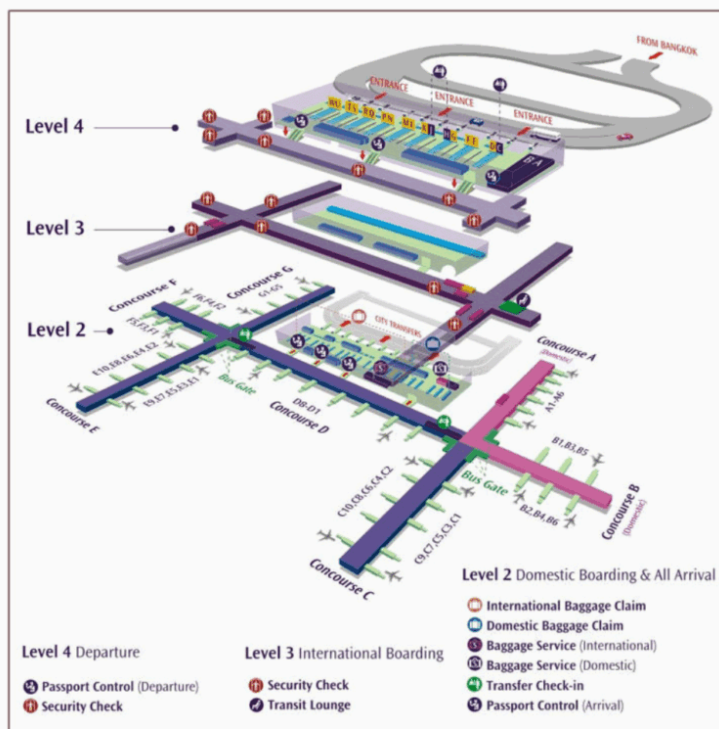 FROM BANGKOK
ENTRANCE
ENTRANCE
ENTRANCE
Level 4
B A
Level 3
Concourse F
Concourse G
F6,F4,F2
G1-G5
F5,F3,F1
Level 2
CITY TRANSFERS
E10,E8,E6,E4,E2
Bus Gate
Concourse A
(Domestic)
E9,E7,E5,E3,E1
D8-D1
A1-A6
Concourse E
Concourse D
B1,B3,B5
Bus Gate
C10,C8,C6,C4,C2
B2,B4,B6
Concourse B
(Domestic)
C9,C7,C5,C3,C1
Concourse C
Level 2 Domestic Boarding & All Arrival
International Baggage Claim
Domestic Baggage Claim
Baggage Service (International)
Baggage Service (Domestic)
Transfer Check-in
Passport Control (Arrival)
Level 4 Departure
Passport Control (Departure)
Security Check
Level 3 International Boarding
Security Check
Transit Lounge